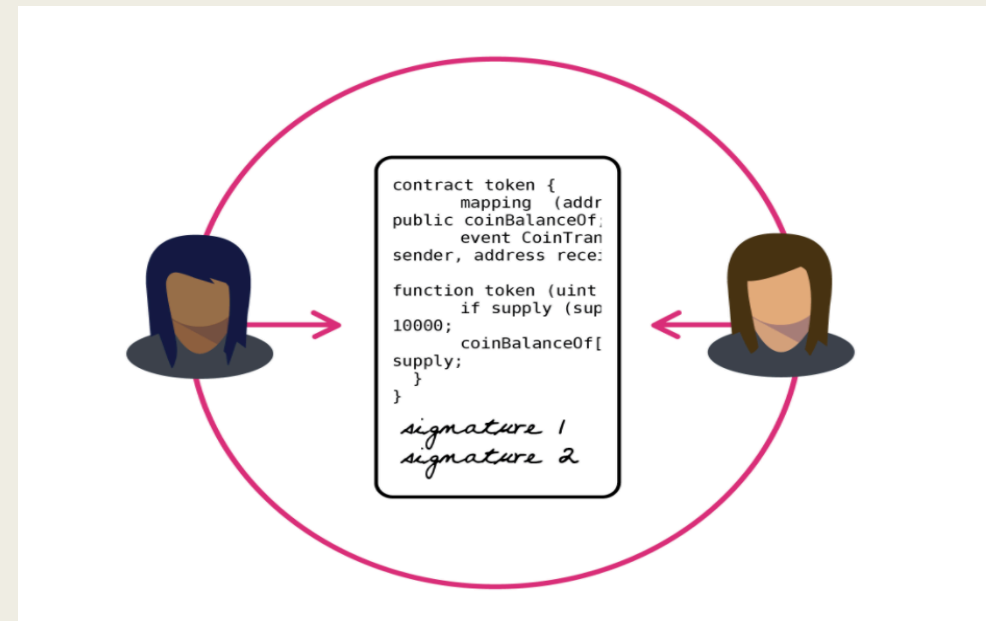 contract token {
mapping (addr
public coinBalanceOf;
event CoinTran
sender, address recei
function token (uint
if supply (sup
10000;
coinBalanceOf[
supply;
}
}
signature 1
signature 2